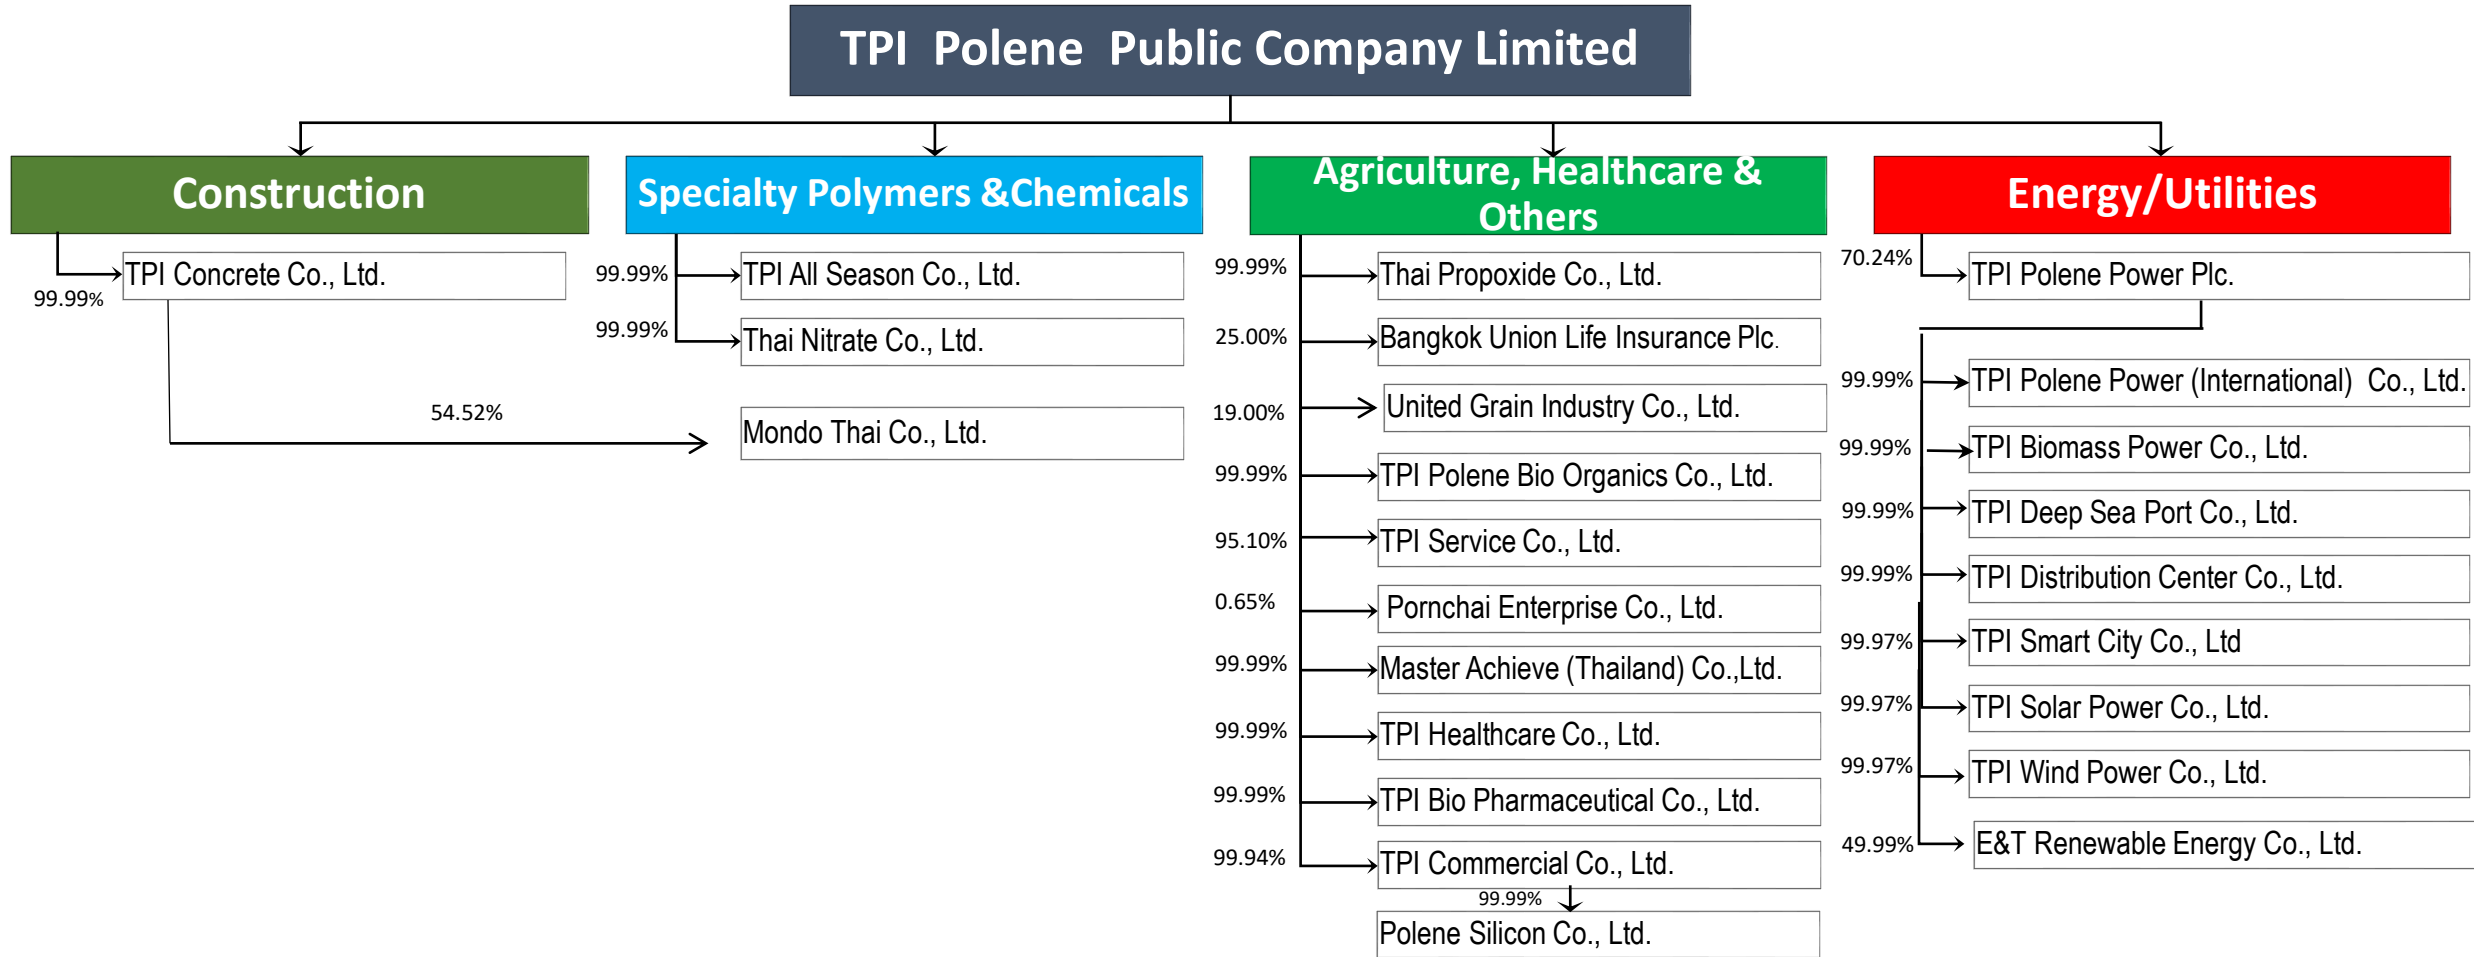 TPI Polene Public Company Limited
Construction
99.99%
TPI Concrete Co., Ltd.
54.52%
Specialty Polymers &Chemicals
99.99%
TPI All Season Co., Ltd.
99.99%
Thai Nitrate Co., Ltd.
Mondo Thai Co., Ltd.
Agriculture, Healthcare &
Others
99.99%
Thai Propoxide Co., Ltd.
25.00%
Bangkok Union Life Insurance Plc.
19.00%
United Grain Industry Co., Ltd.
99.99%
TPI Polene Bio Organics Co., Ltd.
95.10%
TPI Service Co., Ltd.
0.65%
Pornchai Enterprise Co., Ltd.
99.99%
Master Achieve (Thailand) Co.,Ltd.
99.99%
TPI Healthcare Co., Ltd.
99.99%
TPI Bio Pharmaceutical Co., Ltd.
99.94%
TPI Commercial Co., Ltd.
99.99%
Polene Silicon Co., Ltd.
Energy/Utilities
70.24%
TPI Polene Power Plc.
99.99%
TPI Polene Power (International) Co., Ltd.
99.99%
TPI Biomass Power Co., Ltd.
99.99%
TPI Deep Sea Port Co., Ltd.
99.99%
TPI Distribution Center Co., Ltd.
99.97%
TPI Smart City Co., Ltd
99.97%
TPI Solar Power Co., Ltd.
99.97%
TPI Wind Power Co., Ltd.
49.99%
E&T Renewable Energy Co., Ltd.